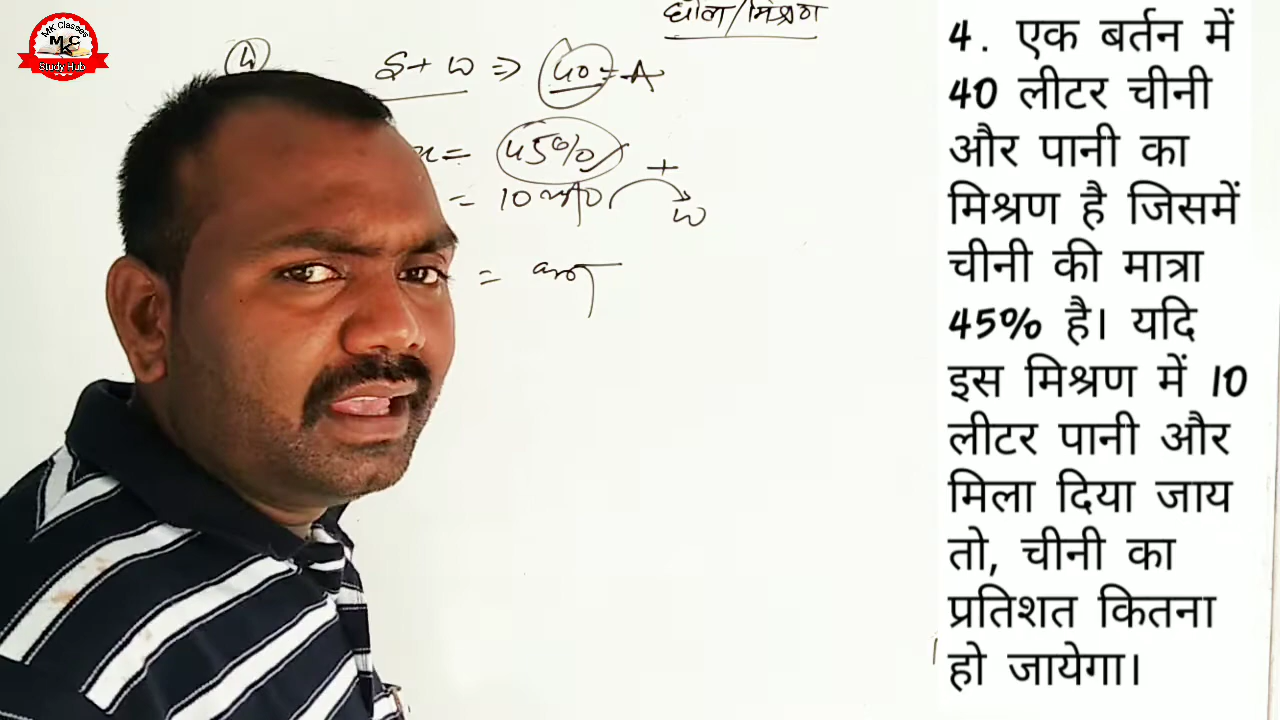 MK Classes
M C
K
Study Hub
घोल/मिश्रण
(4) S + W ⇒ 40 = A
= 45%
= 10 ली० + W
=
4. एक बर्तन में
40 लीटर चीनी
और पानी का
मिश्रण है जिसमें
चीनी की मात्रा
45% है। यदि
इस मिश्रण में 10
लीटर पानी और
मिला दिया जाय
तो, चीनी का
प्रतिशत कितना
हो जायेगा।